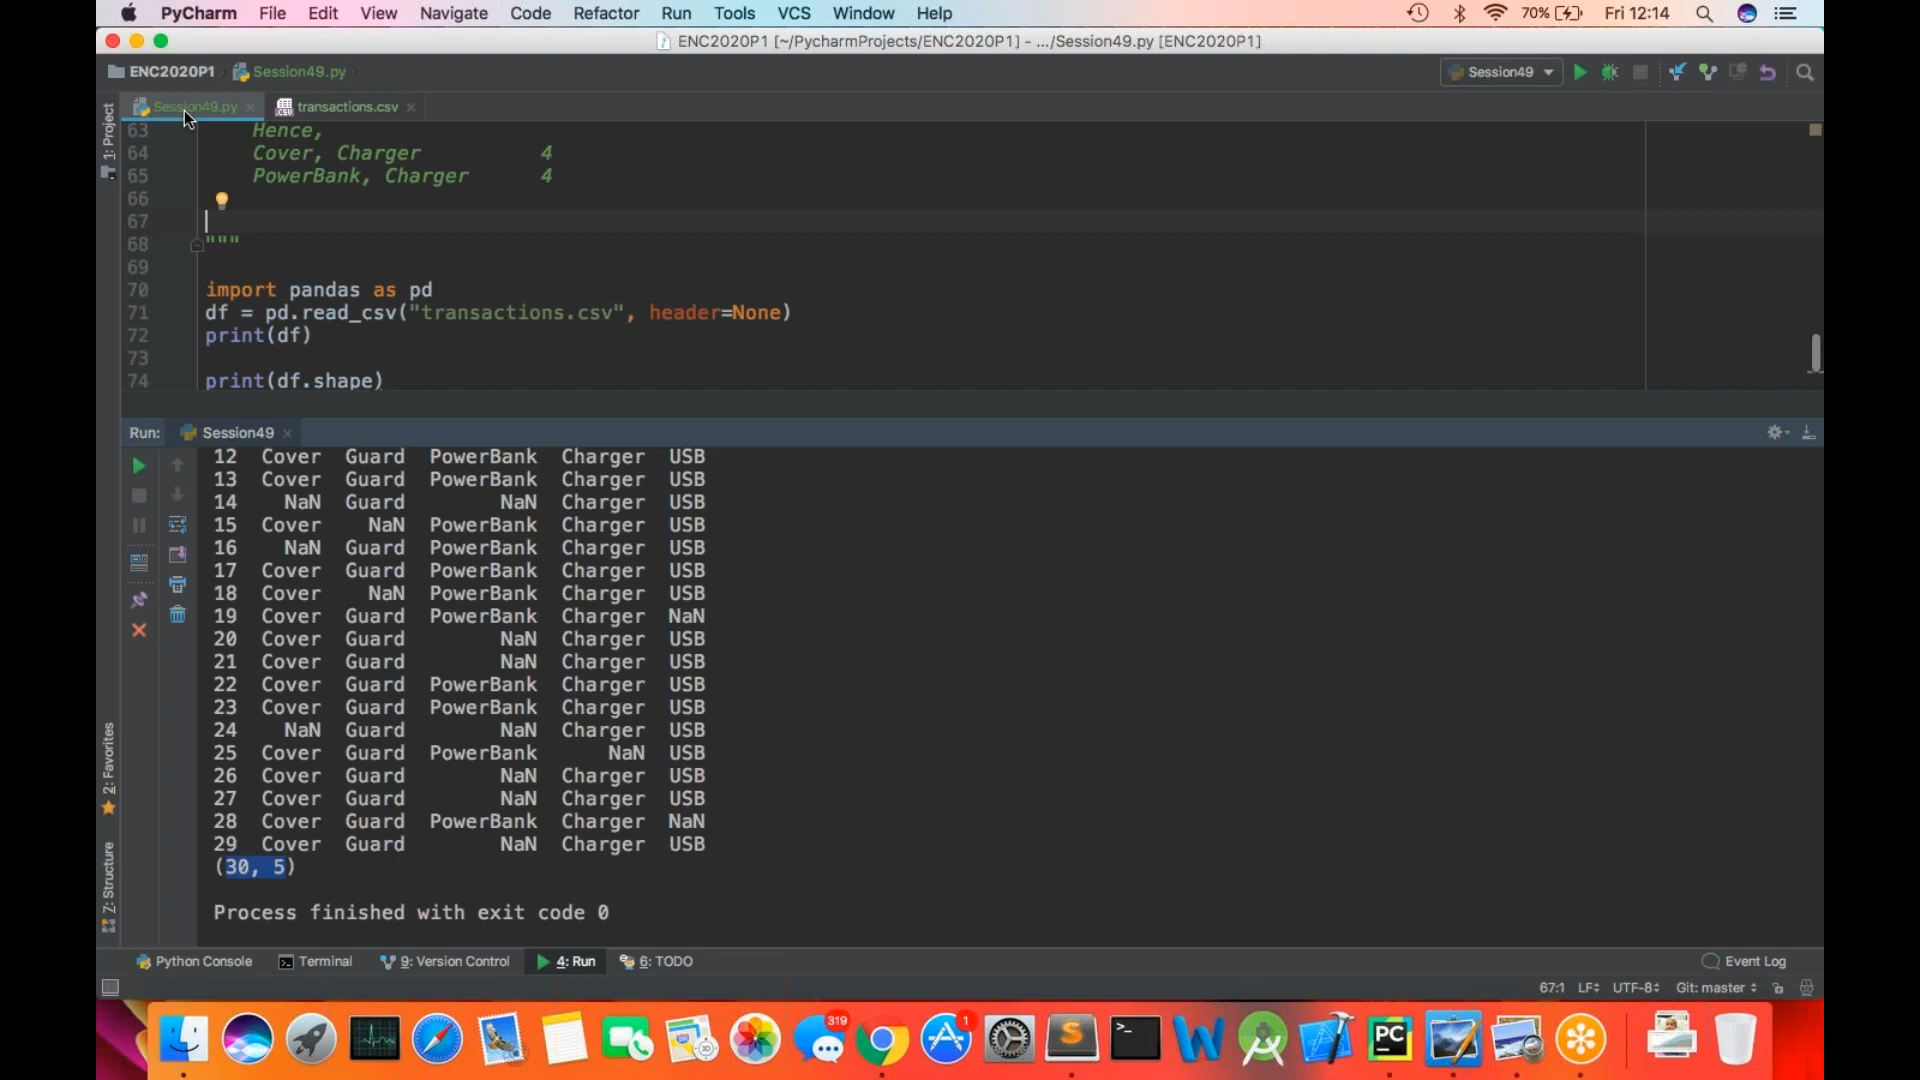 PyCharm File Edit View Navigate Code Refactor Run Tools VCS Window Help 70% Fri 12:14
ENC2020P1 [~/PycharmProjects/ENC2020P1] - .../Session49.py [ENC2020P1]
ENC2020P1 Session49.py Session49
Session49.py transactions.csv
1: Project
2: Favorites
Z: Structure
63 Hence,
64 Cover, Charger 4
65 PowerBank, Charger 4
66
67
68 """
69
70 import pandas as pd
71 df = pd.read_csv("transactions.csv", header=None)
72 print(df)
73
74 print(df.shape)
Run: Session49
12 Cover Guard PowerBank Charger USB
13 Cover Guard PowerBank Charger USB
14 NaN Guard NaN Charger USB
15 Cover NaN PowerBank Charger USB
16 NaN Guard PowerBank Charger USB
17 Cover Guard PowerBank Charger USB
18 Cover NaN PowerBank Charger USB
19 Cover Guard PowerBank Charger NaN
20 Cover Guard NaN Charger USB
21 Cover Guard NaN Charger USB
22 Cover Guard PowerBank Charger USB
23 Cover Guard PowerBank Charger USB
24 NaN Guard NaN Charger USB
25 Cover Guard PowerBank NaN USB
26 Cover Guard NaN Charger USB
27 Cover Guard NaN Charger USB
28 Cover Guard PowerBank Charger NaN
29 Cover Guard NaN Charger USB
(30, 5)
Process finished with exit code 0
Python Console Terminal 9: Version Control 4: Run 6: TODO Event Log
67:1 LF÷ UTF-8÷ Git: master ÷
319 1
PC